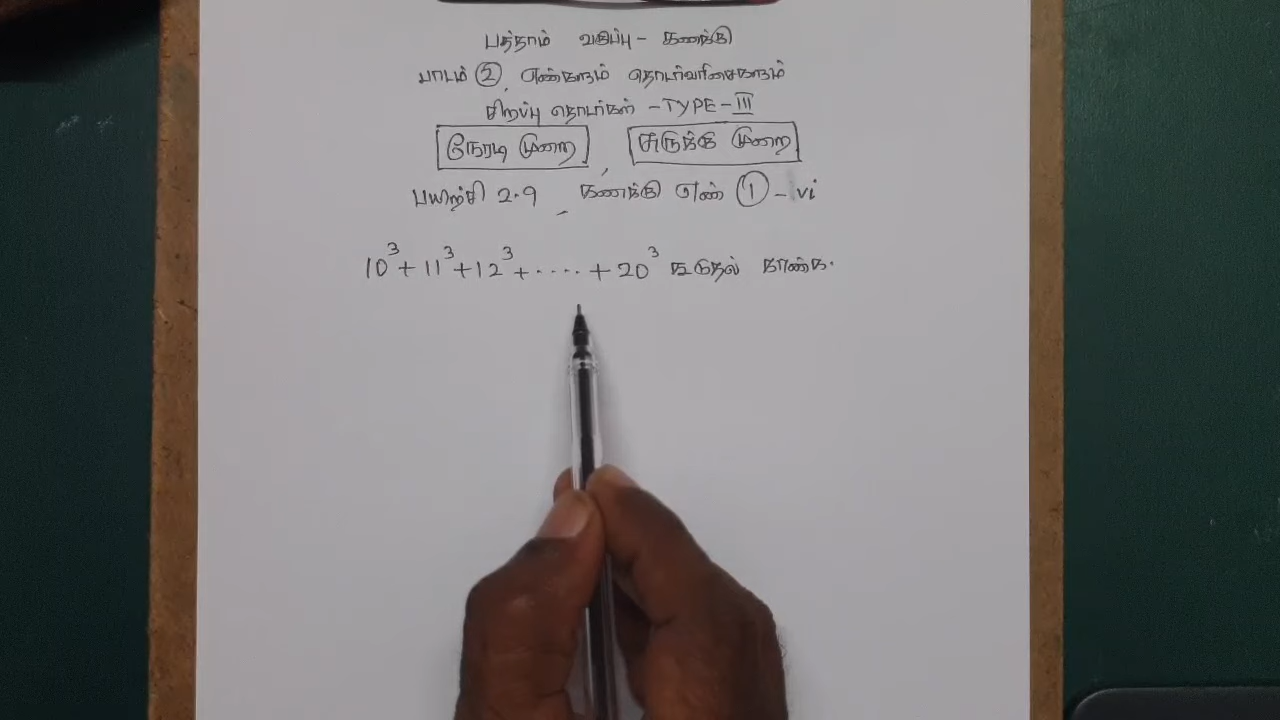 பத்தாம் வகுப்பு - கணக்கு
பாடம் ②, எண்களும் தொடர்வரிசைகளும்
சிறப்பு தொடர்கள் - TYPE - III
நேரடி முறை , சுருக்க முறை
பயிற்சி 2.9 , கணக்கு எண் ① - vi
10³ + 11³ + 12³ + .... + 20³ கூடுதல் காண்க.